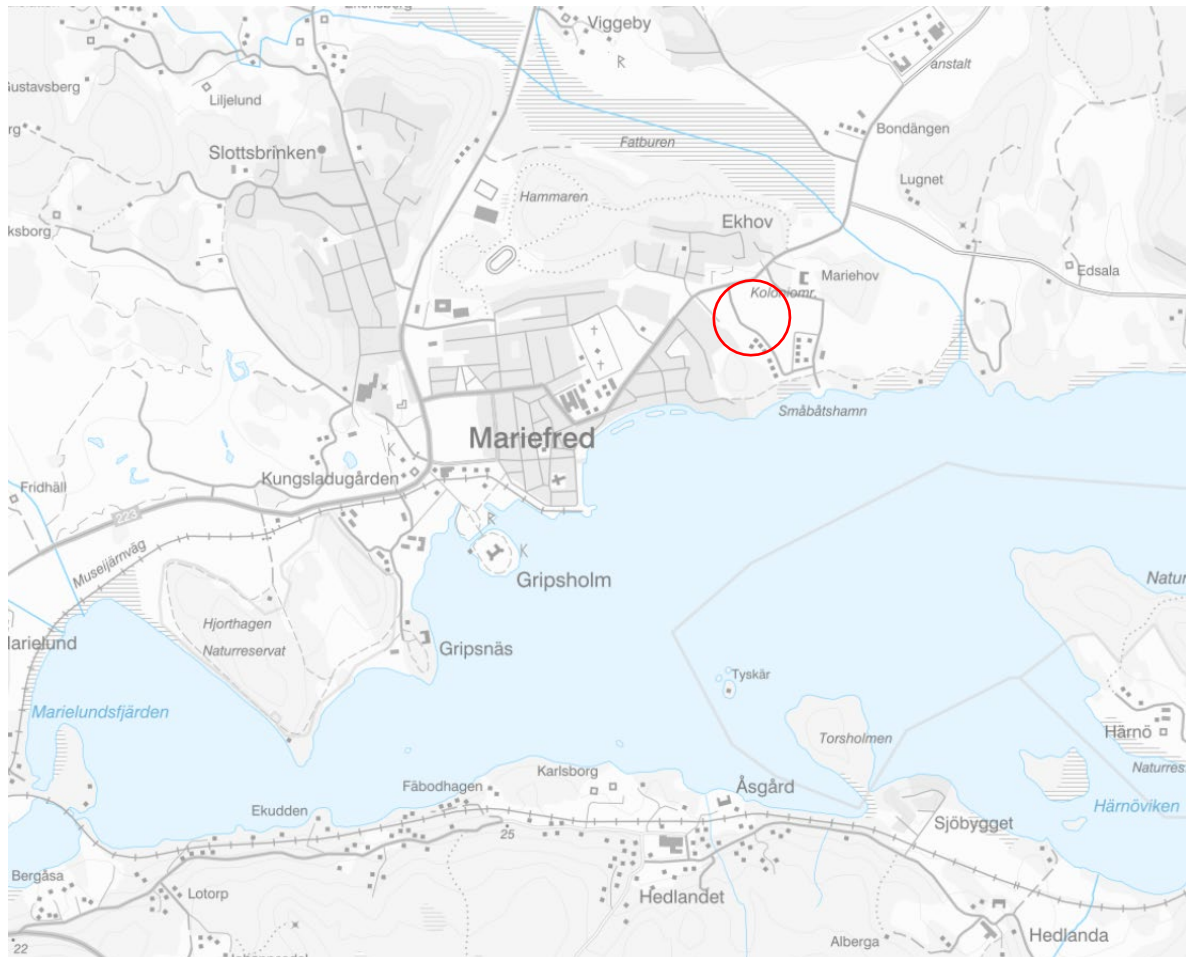 Viggeby
anstalt
Gustavsberg
Liljelund
Bondängen
Slottsbrinken
Fatburen
Lugnet
Hammaren
Ekhov
Mariehov
Edsala
Koloniomr.
Småbåtshamn
Mariefred
K
Kungsladugården
Fridhäll
223
R
K
Museijärnväg
Gripsholm
Natur
Hjorthagen
Naturreservat
Gripsnäs
Tyskär
Marielundsfjärden
Härnö
Torsholmen
Naturres
Karlsborg
Fäbodhagen
Åsgård
Härnöviken
Ekudden
Sjöbygget
25
Bergåsa
Lotorp
Hedlandet
Alberga
Hedlanda
22
R